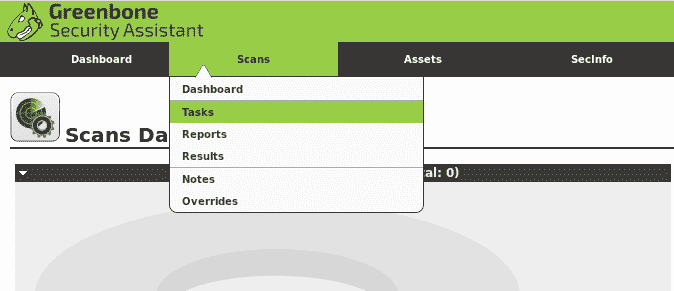 Greenbone
Security Assistant
Dashboard Scans Assets SecInfo
Dashboard
Tasks
Scans Da
Reports
Results
al: 0)
Notes
Overrides